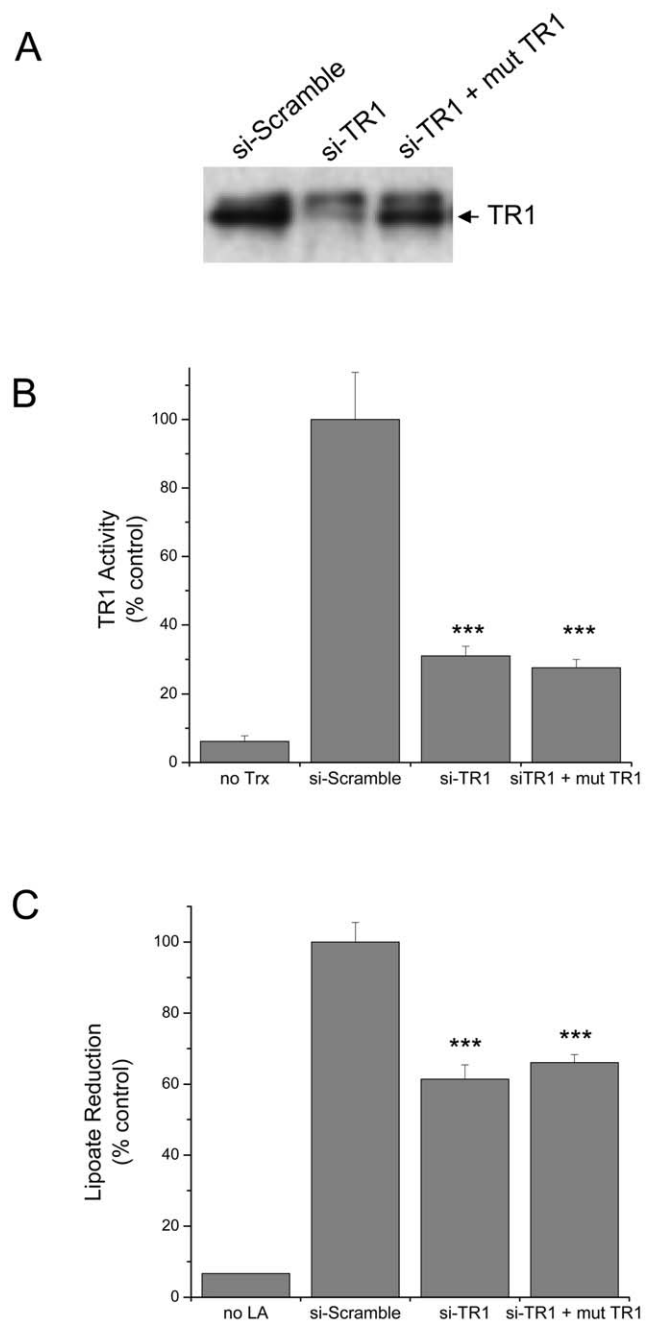 A
si-Scramble
si-TR1
si-TR1 + mut TR1
TR1
B
TR1 Activity
(% control)
100
80
60
40
20
0
***
***
no Trx
si-Scramble
si-TR1
siTR1 + mut TR1
C
Lipoate Reduction
(% control)
100
80
60
40
20
0
***
***
no LA
si-Scramble
si-TR1
si-TR1 + mut TR1